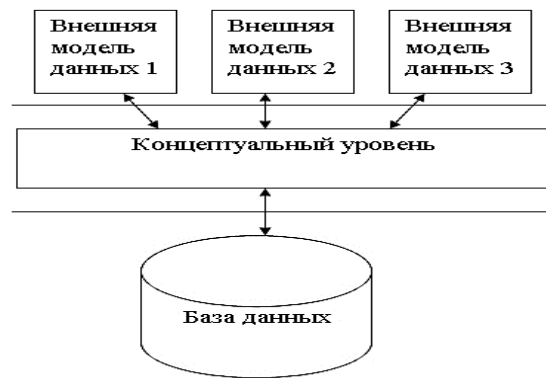 Внешняя
модель
данных 1
Внешняя
модель
данных 2
Внешняя
модель
данных 3
Концептуальный уровень
База данных